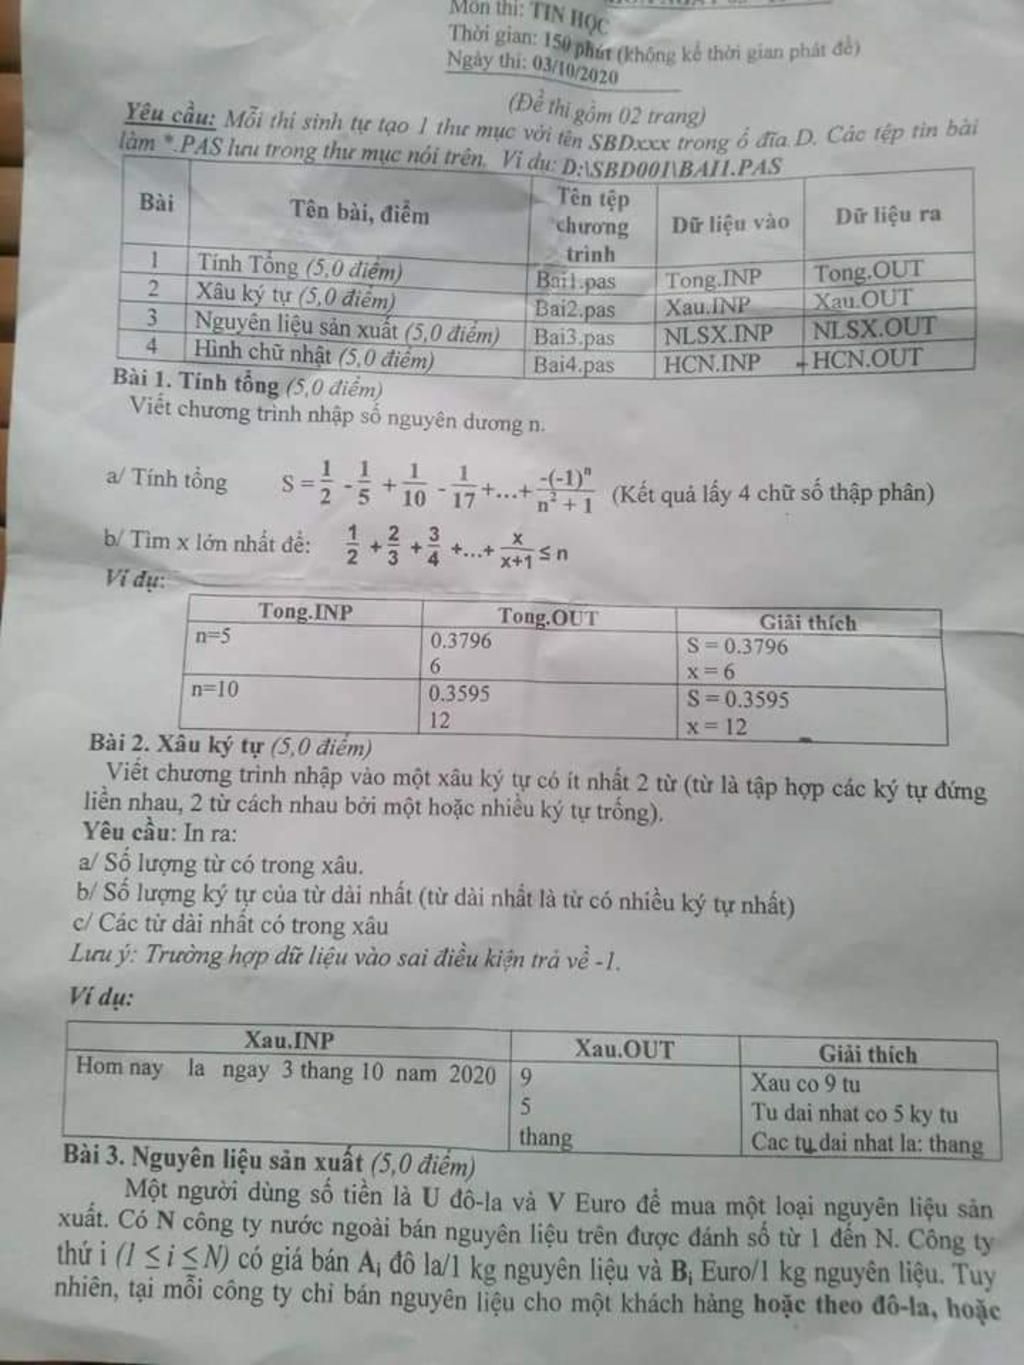 Môn thi: TIN HỌC
Thời gian: 150 phút (không kể thời gian phát đề)
Ngày thi: 03/10/2020
(Đề thi gồm 02 trang)
Yêu cầu: Mỗi thí sinh tự tạo 1 thư mục với tên SBDxxx trong ổ đĩa D. Các tệp tin bài
làm *.PAS lưu trong thư mục nói trên. Ví dụ: D:\SBD001\BAI1.PAS
Bài Tên bài, điểm Tên tệp chương trình Dữ liệu vào Dữ liệu ra
1 Tính Tổng (5,0 điểm) Bai1.pas Tong.INP Tong.OUT
2 Xâu ký tự (5,0 điểm) Bai2.pas Xau.INP Xau.OUT
3 Nguyên liệu sản xuất (5,0 điểm) Bai3.pas NLSX.INP NLSX.OUT
4 Hình chữ nhật (5,0 điểm) Bai4.pas HCN.INP HCN.OUT
Bài 1. Tính tổng (5,0 điểm)
Viết chương trình nhập số nguyên dương n.
a/ Tính tổng S = 1/2 - 1/5 + 1/10 - 1/17 +...+ -(-1)^n/n²+1 (Kết quả lấy 4 chữ số thập phân)
b/ Tìm x lớn nhất để: 1/2 + 2/3 + 3/4 +...+ x/x+1 ≤ n
Ví dụ:
Tong.INP Tong.OUT Giải thích
n=5 0.3796 S = 0.3796
6 x = 6
n=10 0.3595 S = 0.3595
12 x = 12
Bài 2. Xâu ký tự (5,0 điểm)
Viết chương trình nhập vào một xâu ký tự có ít nhất 2 từ (từ là tập hợp các ký tự đứng
liền nhau, 2 từ cách nhau bởi một hoặc nhiều ký tự trống).
Yêu cầu: In ra:
a/ Số lượng từ có trong xâu.
b/ Số lượng ký tự của từ dài nhất (từ dài nhất là từ có nhiều ký tự nhất)
c/ Các từ dài nhất có trong xâu
Lưu ý: Trường hợp dữ liệu vào sai điều kiện trả về -1.
Ví dụ:
Xau.INP Xau.OUT Giải thích
Hom nay la ngay 3 thang 10 nam 2020 9 Xau co 9 tu
5 Tu dai nhat co 5 ky tu
thang Cac tu dai nhat la: thang
Bài 3. Nguyên liệu sản xuất (5,0 điểm)
Một người dùng số tiền là U đô-la và V Euro để mua một loại nguyên liệu sản
xuất. Có N công ty nước ngoài bán nguyên liệu trên được đánh số từ 1 đến N. Công ty
thứ i (1 ≤ i ≤ N) có giá bán Aᵢ đô la/1 kg nguyên liệu và Bᵢ Euro/1 kg nguyên liệu. Tuy
nhiên, tại mỗi công ty chỉ bán nguyên liệu cho một khách hàng hoặc theo đô-la, hoặc